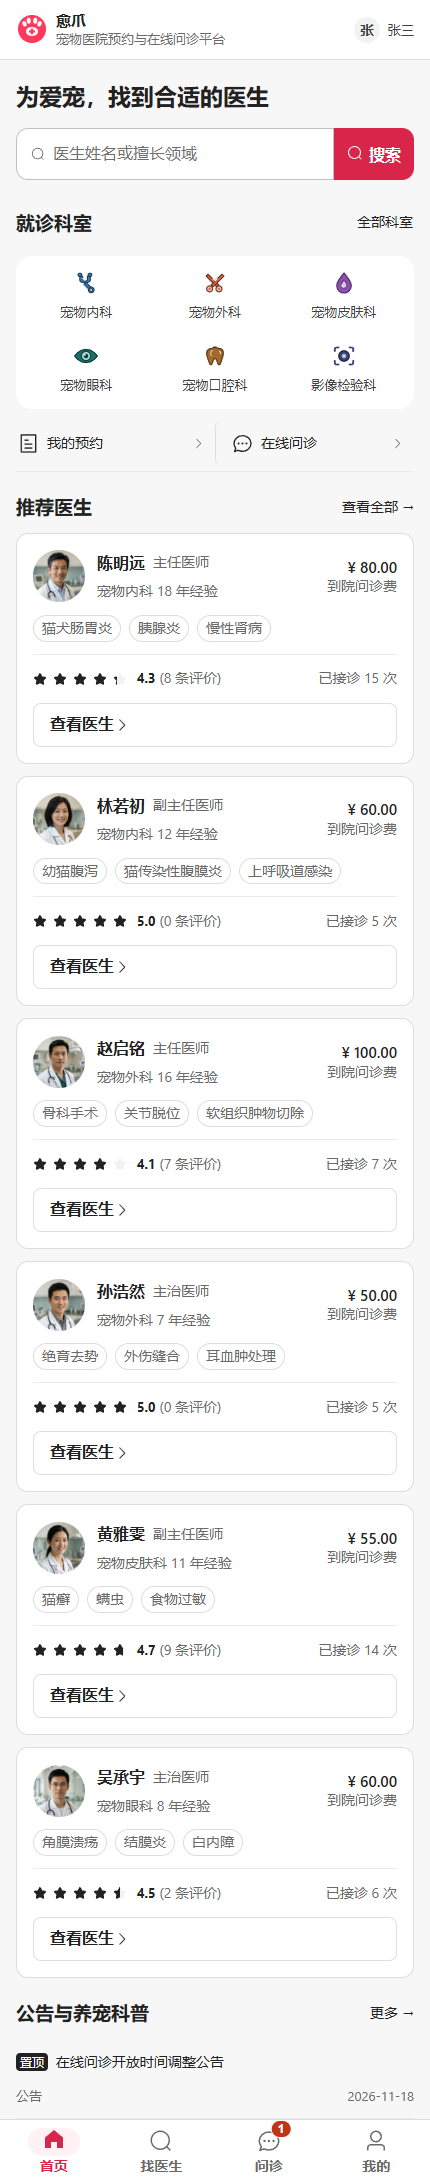 愈爪
宠物医院预约与在线问诊平台
张 张三
为爱宠，找到合适的医生
医生姓名或擅长领域 搜索
就诊科室 全部科室
宠物内科 宠物外科 宠物皮肤科
宠物眼科 宠物口腔科 影像检验科
我的预约 在线问诊
推荐医生 查看全部 →
陈明远 主任医师 ¥ 80.00
宠物内科 18 年经验 到院问诊费
猫犬肠胃炎 胰腺炎 慢性肾病
4.3 (8 条评价) 已接诊 15 次
查看医生
林若初 副主任医师 ¥ 60.00
宠物内科 12 年经验 到院问诊费
幼猫腹泻 猫传染性腹膜炎 上呼吸道感染
5.0 (0 条评价) 已接诊 5 次
查看医生
赵启铭 主任医师 ¥ 100.00
宠物外科 16 年经验 到院问诊费
骨科手术 关节脱位 软组织肿物切除
4.1 (7 条评价) 已接诊 7 次
查看医生
孙浩然 主治医师 ¥ 50.00
宠物外科 7 年经验 到院问诊费
绝育去势 外伤缝合 耳血肿处理
5.0 (0 条评价) 已接诊 5 次
查看医生
黄雅雯 副主任医师 ¥ 55.00
宠物皮肤科 11 年经验 到院问诊费
猫癣 螨虫 食物过敏
4.7 (9 条评价) 已接诊 14 次
查看医生
吴承宇 主治医师 ¥ 60.00
宠物眼科 8 年经验 到院问诊费
角膜溃疡 结膜炎 白内障
4.5 (2 条评价) 已接诊 6 次
查看医生
公告与养宠科普 更多 →
置顶 在线问诊开放时间调整公告
公告 2026-11-18
1
首页 找医生 问诊 我的